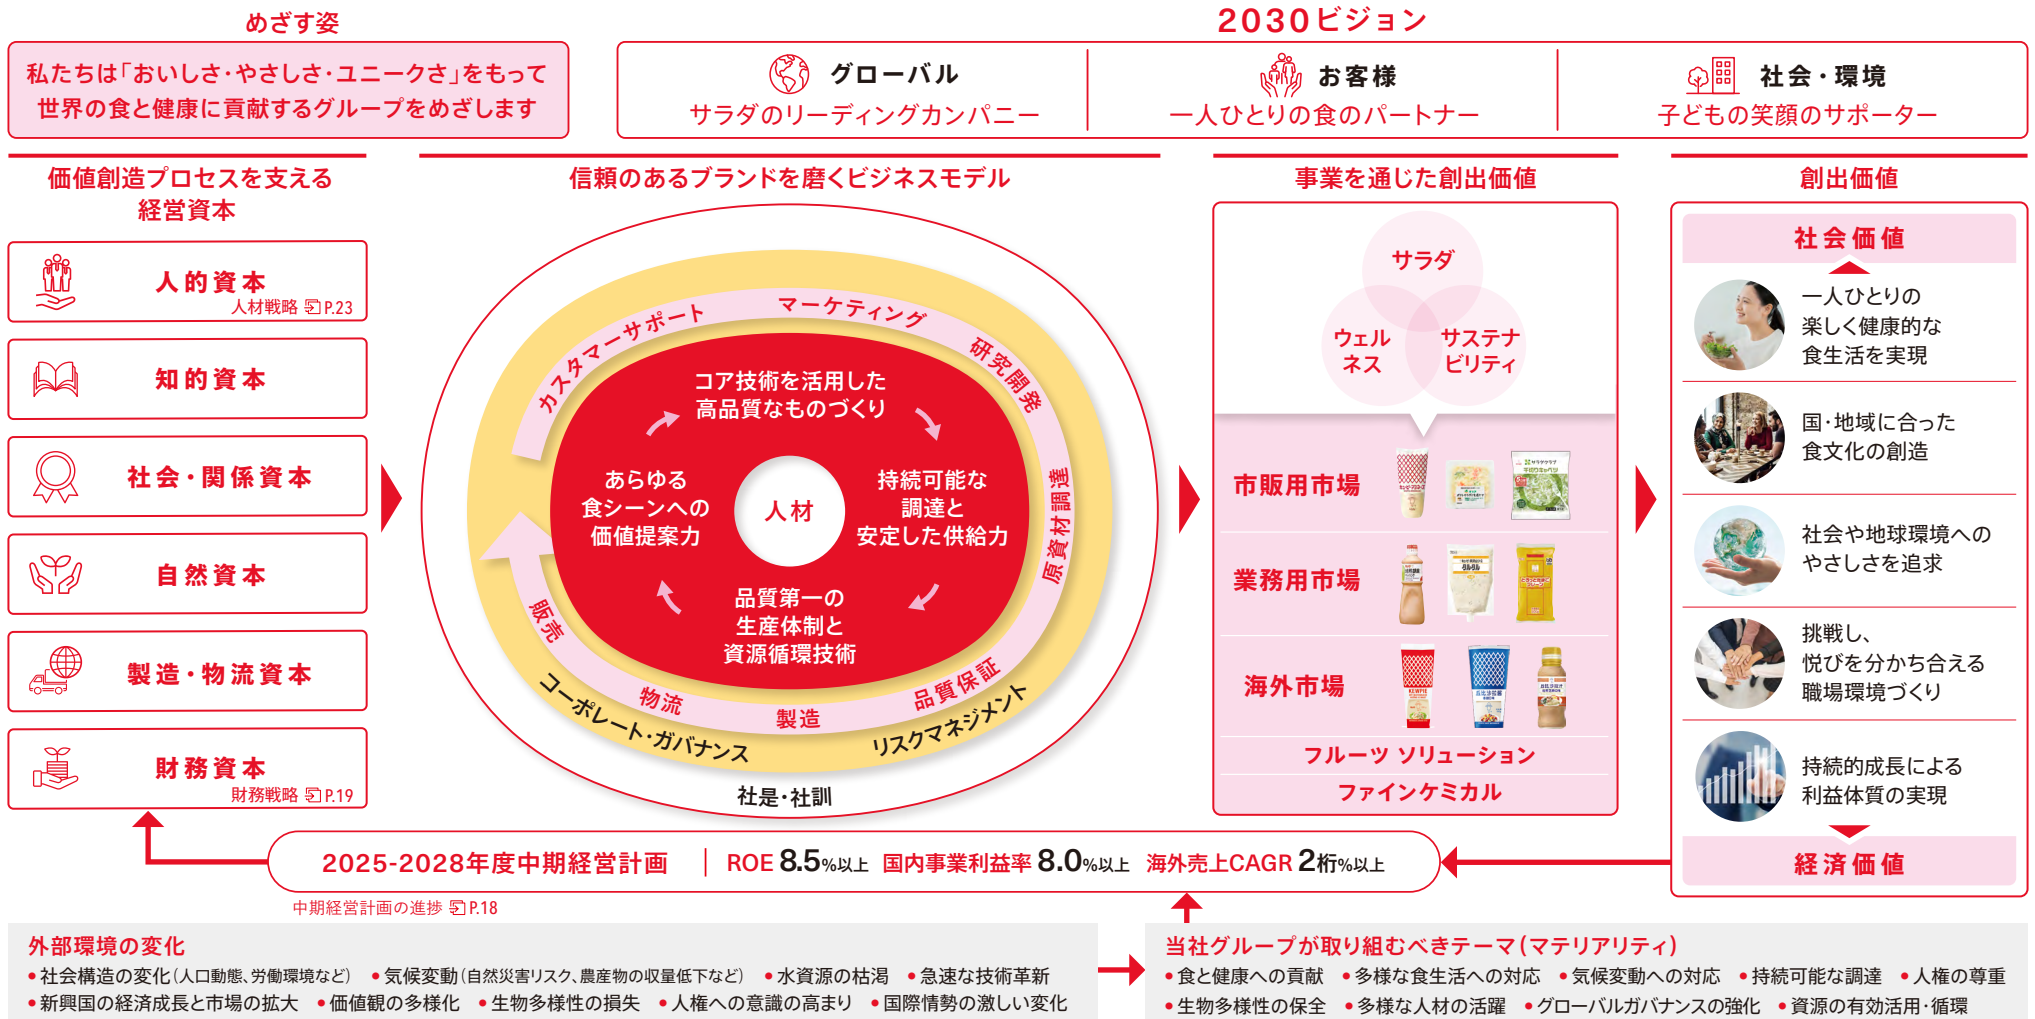 めざす姿
私たちは「おいしさ・やさしさ・ユニークさ」をもって
世界の食と健康に貢献するグループをめざします
2030ビジョン
グローバル
サラダのリーディングカンパニー
お客様
一人ひとりの食のパートナー
社会・環境
子どもの笑顔のサポーター
価値創造プロセスを支える
経営資本
人的資本
人材戦略 P.23
知的資本
社会・関係資本
自然資本
製造・物流資本
財務資本
財務戦略 P.19
信頼のあるブランドを磨くビジネスモデル
カスタマーサポート
マーケティング
研究開発
原資材調達
品質保証
製造
物流
販売
コア技術を活用した
高品質なものづくり
持続可能な
調達と
安定した供給力
品質第一の
生産体制と
資源循環技術
あらゆる
食シーンへの
価値提案力
人材
コーポレート・ガバナンス
リスクマネジメント
社是・社訓
事業を通じた創出価値
サラダ
ウェル
ネス
サステナ
ビリティ
市販用市場
サラダクラブ
千切りキャベツ
業務用市場
タルタル
海外市場
KEWPIE
フルーツ ソリューション
ファインケミカル
創出価値
社会価値
一人ひとりの
楽しく健康的な
食生活を実現
国・地域に合った
食文化の創造
社会や地球環境への
やさしさを追求
挑戦し、
悦びを分かち合える
職場環境づくり
持続的成長による
利益体質の実現
経済価値
2025-2028年度中期経営計画
ROE 8.5%以上 国内事業利益率 8.0%以上 海外売上CAGR 2桁%以上
中期経営計画の進捗 P.18
外部環境の変化
•社会構造の変化(人口動態、労働環境など) •気候変動(自然災害リスク、農産物の収量低下など) •水資源の枯渇 •急速な技術革新
•新興国の経済成長と市場の拡大 •価値観の多様化 •生物多様性の損失 •人権への意識の高まり •国際情勢の激しい変化
当社グループが取り組むべきテーマ(マテリアリティ)
•食と健康への貢献 •多様な食生活への対応 •気候変動への対応 •持続可能な調達 •人権の尊重
•生物多様性の保全 •多様な人材の活躍 •グローバルガバナンスの強化 •資源の有効活用・循環